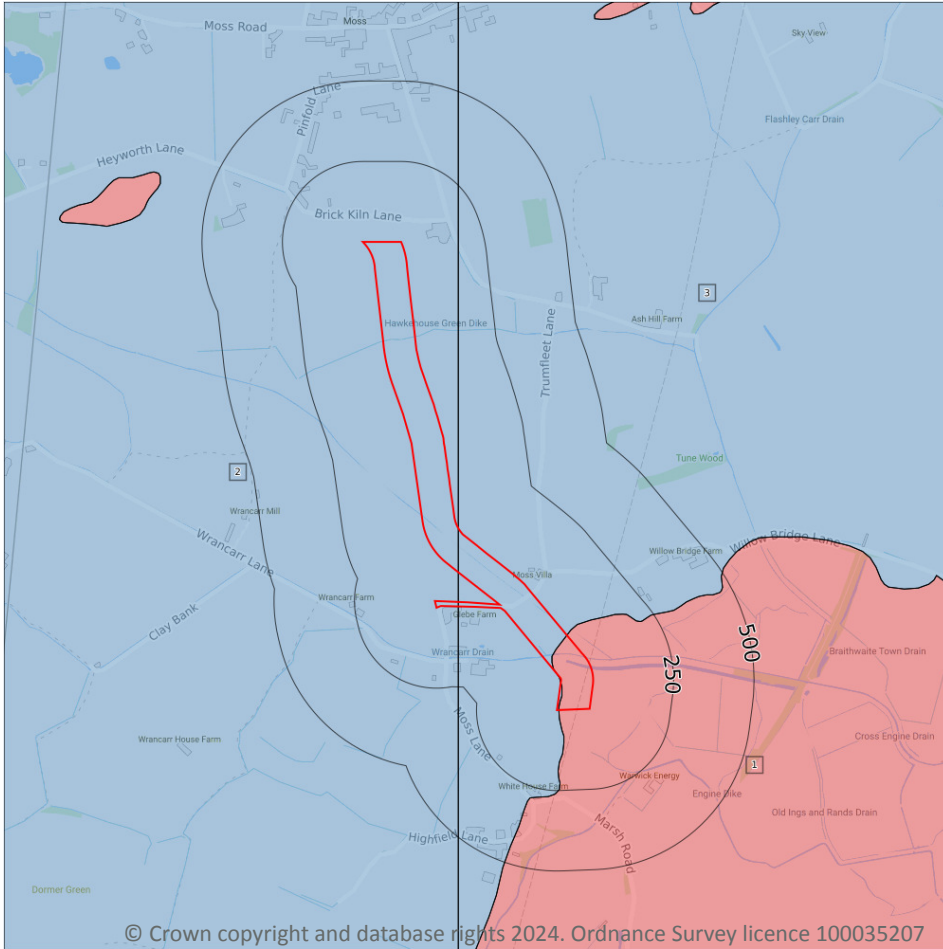 Moss Road
Moss
Sky View
Pinfold Lane
Flashley Carr Drain
Heyworth Lane
Brick Kiln Lane
3
Hawkehouse Green Dike
Ash Hill Farm
Trumfleet Lane
2
Tune Wood
Wrancarr Mill
Wrancarr Lane
Willow Bridge Lane
Willow Bridge Farm
Moss Villa
Wrancarr Farm
Clay Bank
Glebe Farm
500
Wrancarr Drain
Braithwaite Town Drain
250
Moss Lane
Wrancarr House Farm
Cross Engine Drain
1
Warwick Energy
White House Farm
Engine Dike
Old Ings and Rands Drain
Marsh Road
Highfield Lane
Dormer Green
© Crown copyright and database rights 2024. Ordnance Survey licence 100035207